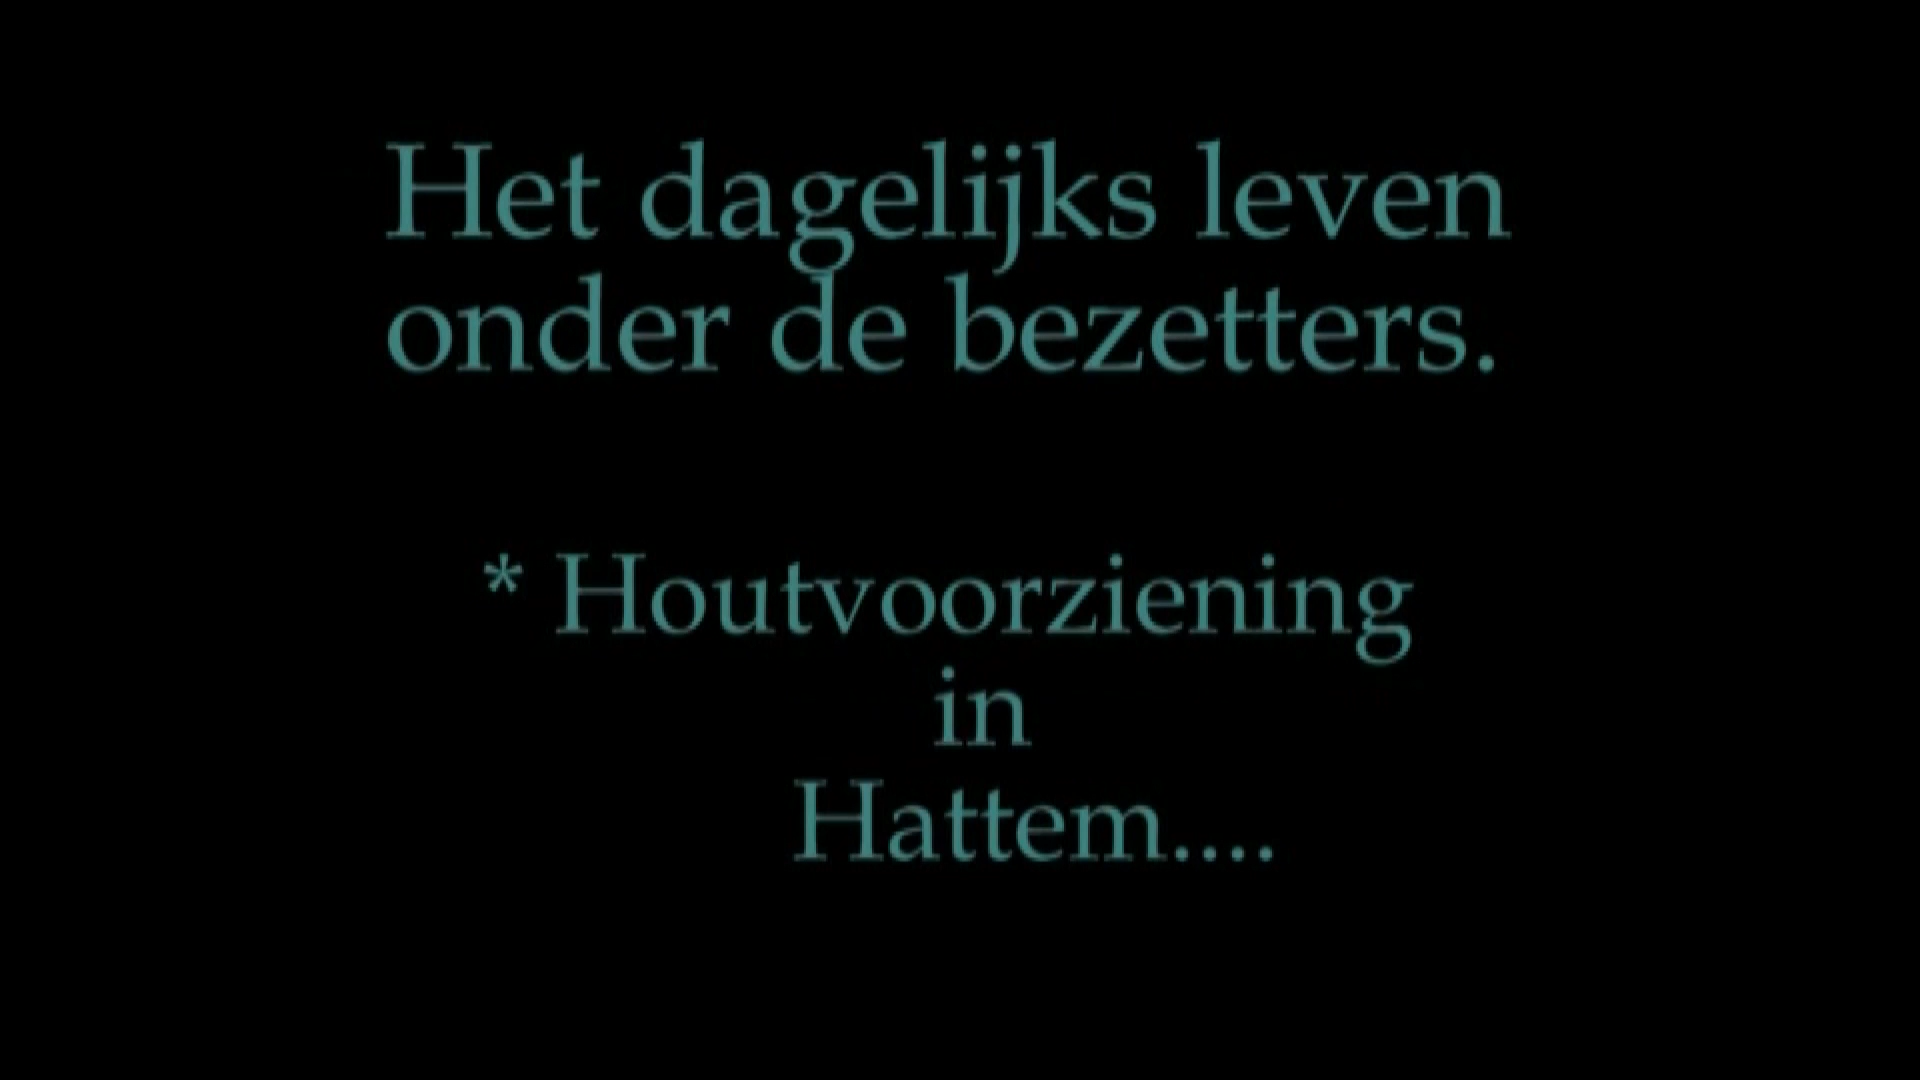 Het dagelijks leven
onder de bezetters.
* Houtvoorziening
in
Hattem....